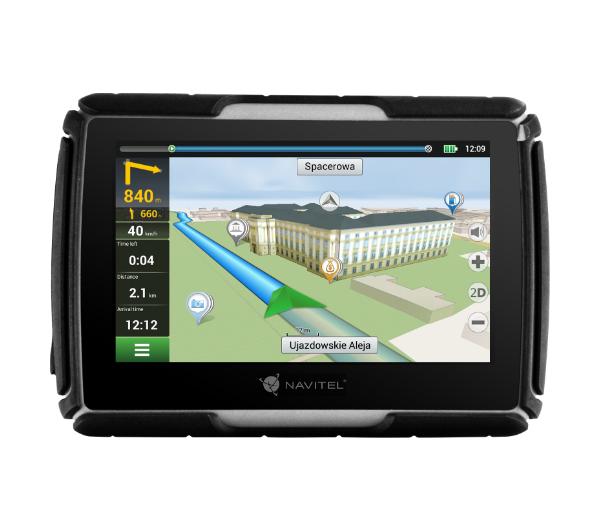 12:09
Spacerowa
840 m
660 m
40 km/h
Time left
0:04
Distance
2.1 km
Arrival time
12:12
2D
Ujazdowskie Aleja
NAVITEL